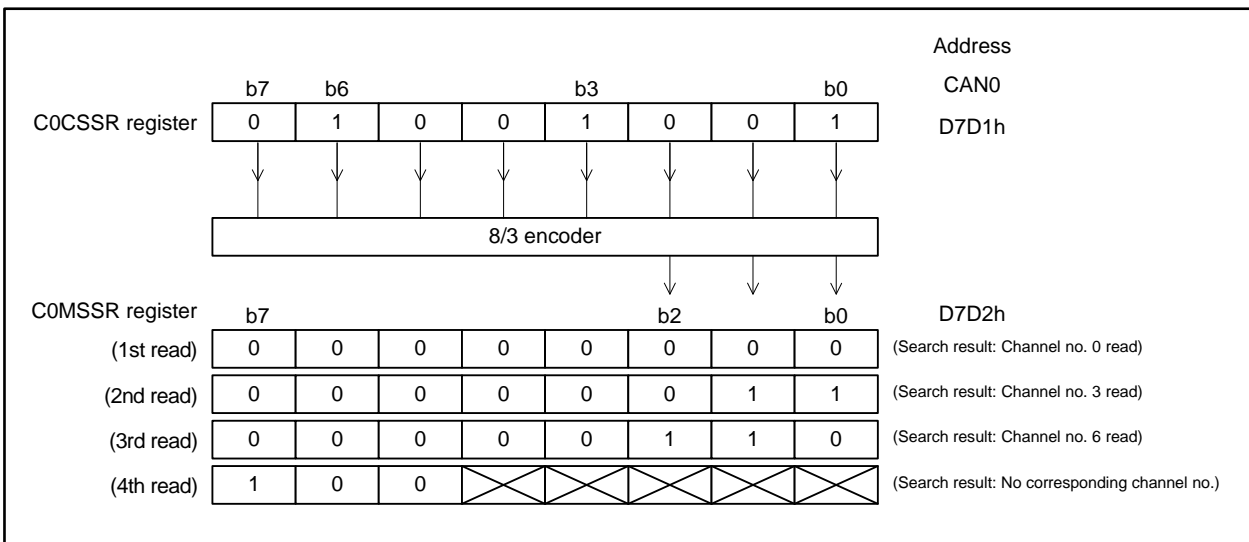 Address
b7 b6 b3 b0 CAN0
C0CSSR register 0 1 0 0 1 0 0 1 D7D1h
8/3 encoder
C0MSSR register b7 b2 b0 D7D2h
(1st read) 0 0 0 0 0 0 0 0 (Search result: Channel no. 0 read)
(2nd read) 0 0 0 0 0 0 1 1 (Search result: Channel no. 3 read)
(3rd read) 0 0 0 0 0 1 1 0 (Search result: Channel no. 6 read)
(4th read) 1 0 0 (Search result: No corresponding channel no.)